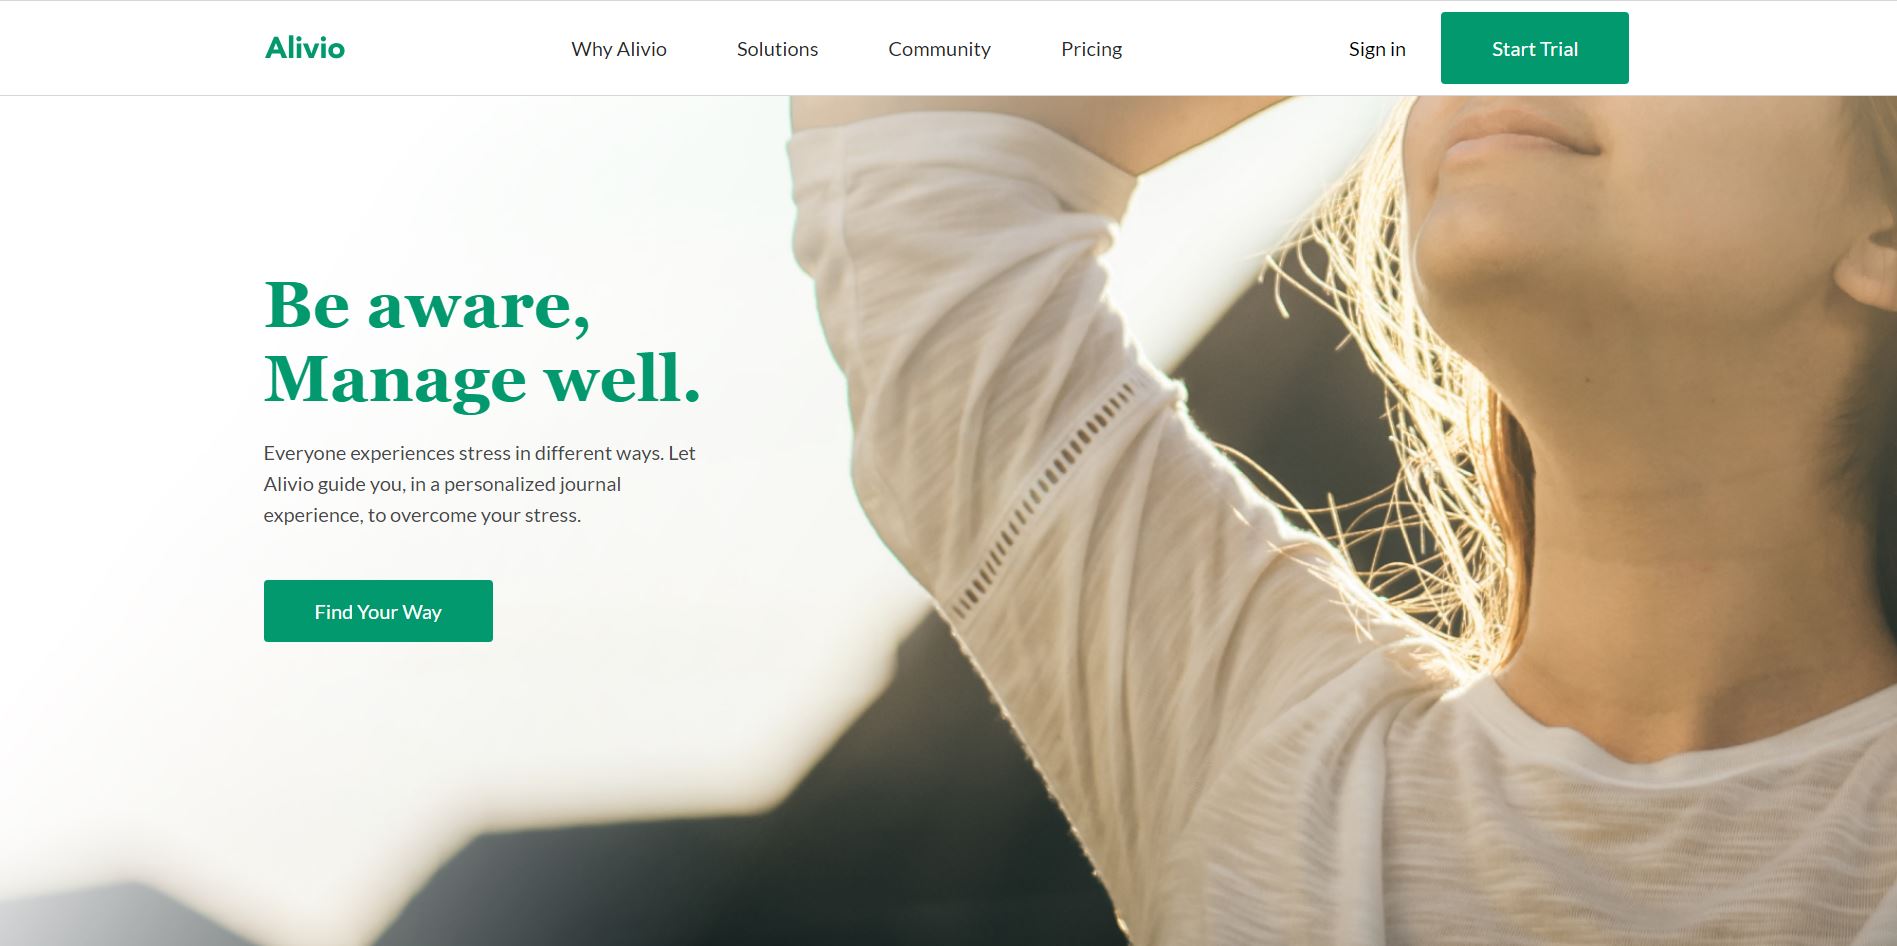 Alivio
Why Alivio
Solutions
Community
Pricing
Sign in
Start Trial
Be aware,
Manage well.
Everyone experiences stress in different ways. Let
Alivio guide you, in a personalized journal
experience, to overcome your stress.
Find Your Way